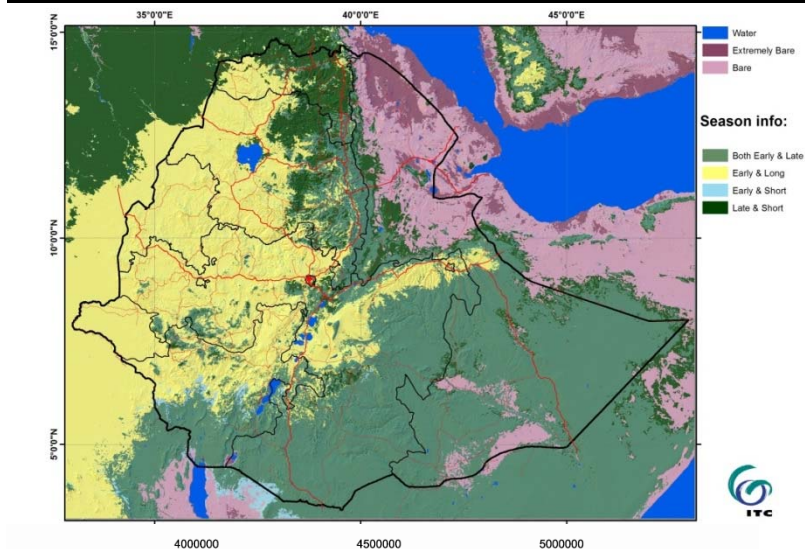 35°0'0"E 40°0'0"E 45°0'0"E
15°0'0"N
10°0'0"N
5°0'0"N
Water
Extremely Bare
Bare
Season info:
Both Early & Late
Early & Long
Early & Short
Late & Short
ITC
4000000 4500000 5000000